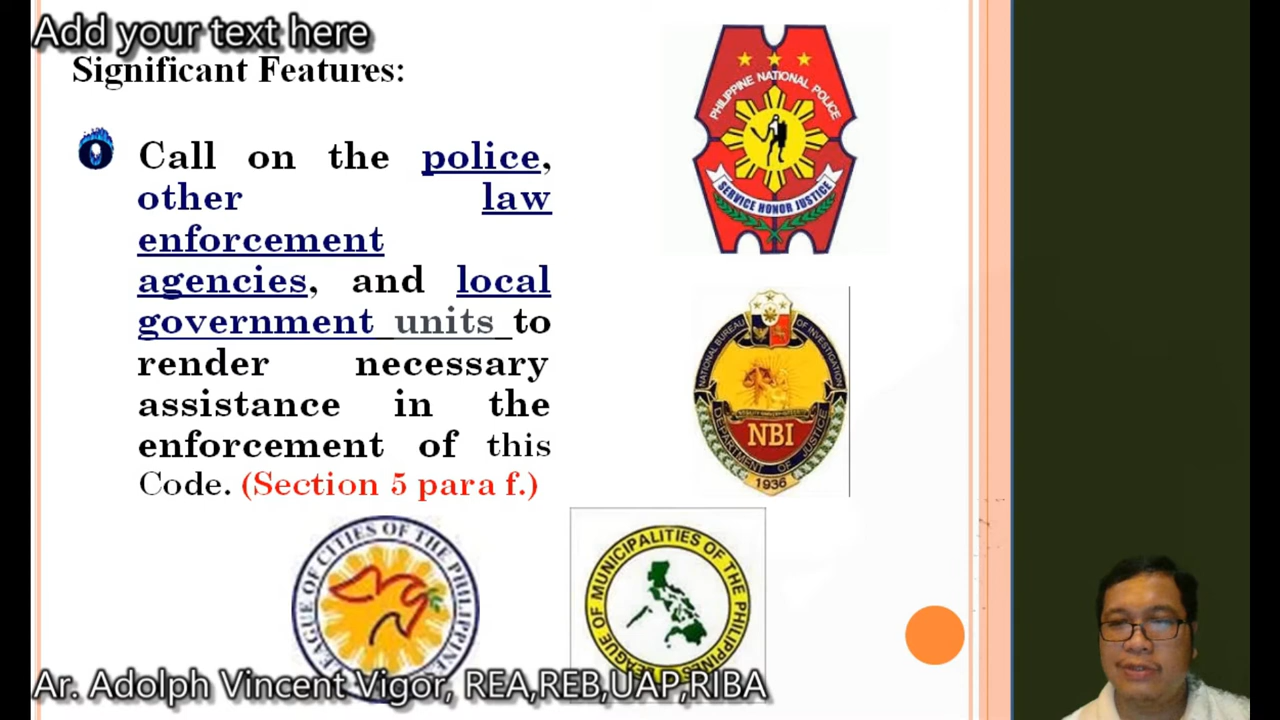 Add your text here
Significant Features:
Call on the police,
other law
enforcement
agencies, and local
government units to
render necessary
assistance in the
enforcement of this
Code. (Section 5 para f.)
PHILIPPINE NATIONAL POLICE
SERVICE HONOR JUSTICE
NATIONAL BUREAU OF INVESTIGATION
NBI
DEPARTMENT OF JUSTICE
1936
LEAGUE OF CITIES OF THE PHILIPPINE
LEAGUE OF MUNICIPALITIES OF THE PHILIPPINES
Ar. Adolph Vincent Vigor, REA,REB,UAP,RIBA